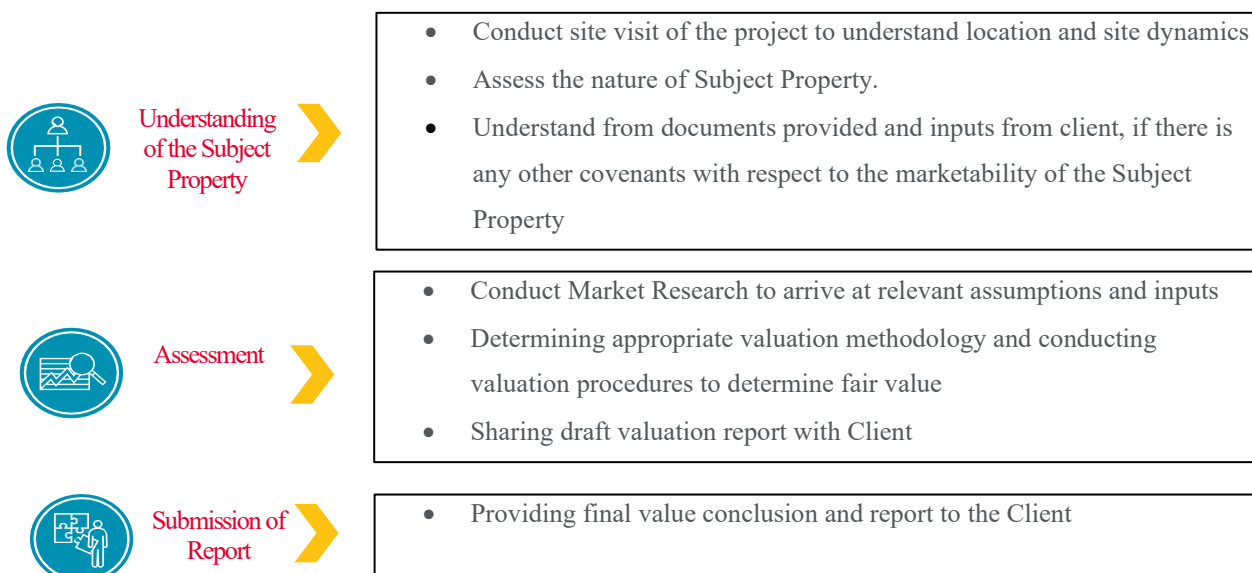 • Conduct site visit of the project to understand location and site dynamics
• Assess the nature of Subject Property.
Understanding
of the Subject
Property
• Understand from documents provided and inputs from client, if there is
any other covenants with respect to the marketability of the Subject
Property
• Conduct Market Research to arrive at relevant assumptions and inputs
Assessment
• Determining appropriate valuation methodology and conducting
valuation procedures to determine fair value
• Sharing draft valuation report with Client
Submission of
Report
• Providing final value conclusion and report to the Client